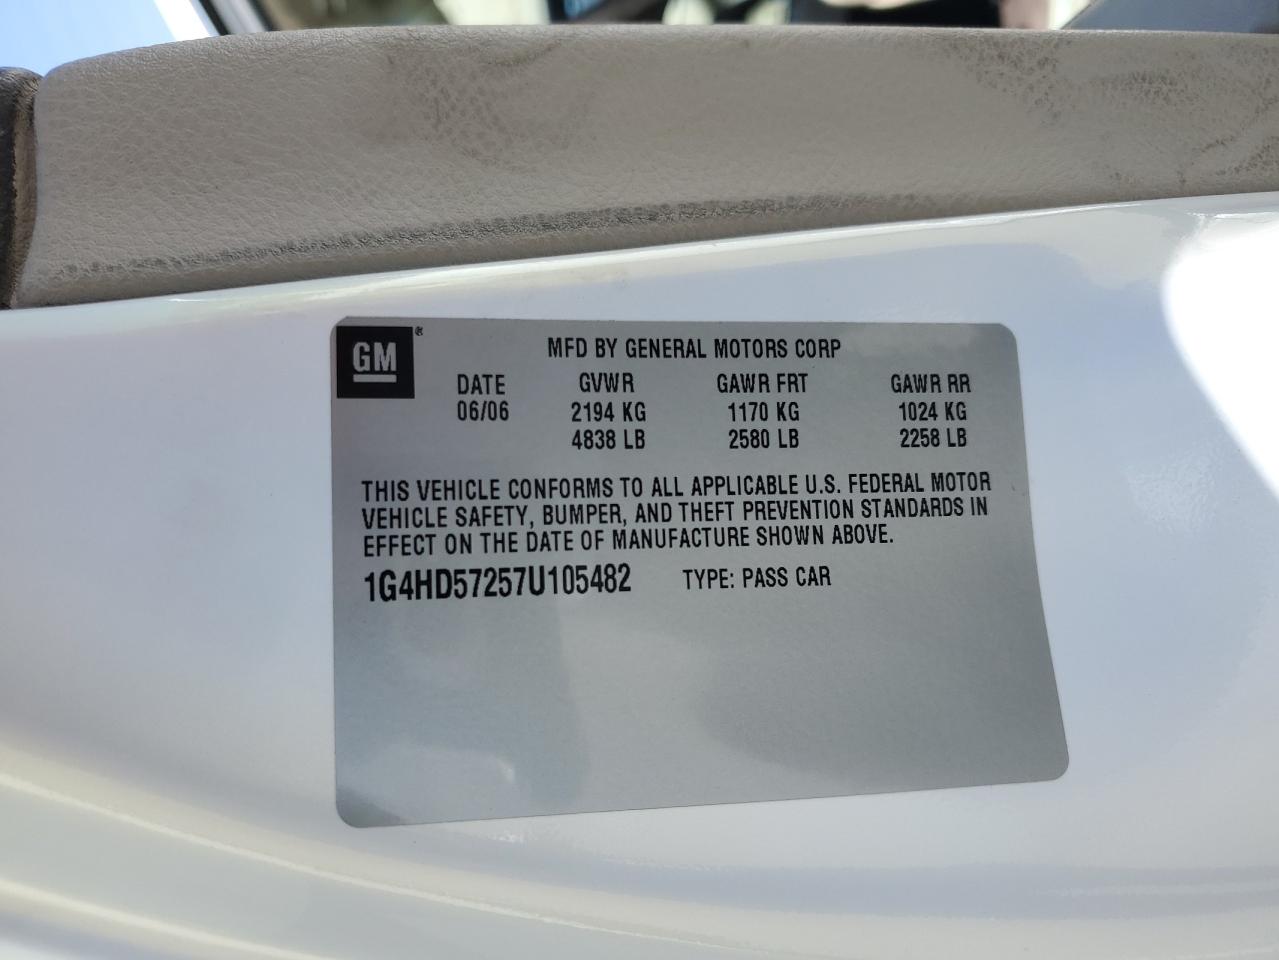 GM®
MFD BY GENERAL MOTORS CORP
DATE GVWR GAWR FRT GAWR RR
06/06 2194 KG 1170 KG 1024 KG
4838 LB 2580 LB 2258 LB
THIS VEHICLE CONFORMS TO ALL APPLICABLE U.S. FEDERAL MOTOR
VEHICLE SAFETY, BUMPER, AND THEFT PREVENTION STANDARDS IN
EFFECT ON THE DATE OF MANUFACTURE SHOWN ABOVE.
1G4HD57257U105482 TYPE: PASS CAR